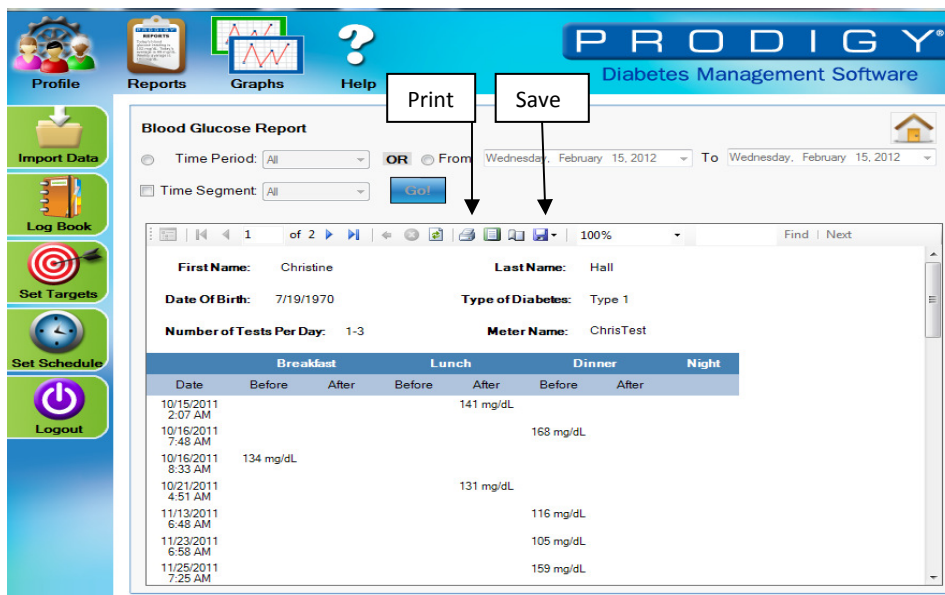 PRODIGY®
Diabetes Management Software
Profile
Reports
Graphs
Help
Print
Save
Import Data
Log Book
Set Targets
Set Schedule
Logout
Blood Glucose Report
Time Period: All OR From Wednesday, February 15, 2012 To Wednesday, February 15, 2012
Time Segment: All Go!
1 of 2 100% Find | Next
First Name: Christine Last Name: Hall
Date Of Birth: 7/19/1970 Type of Diabetes: Type 1
Number of Tests Per Day: 1-3 Meter Name: ChrisTest
Breakfast Lunch Dinner Night
Date Before After Before After Before After
10/15/2011 141 mg/dL
2:07 AM
10/16/2011 168 mg/dL
7:48 AM
10/16/2011 134 mg/dL
8:33 AM
10/21/2011 131 mg/dL
4:51 AM
11/13/2011 116 mg/dL
6:48 AM
11/23/2011 105 mg/dL
6:58 AM
11/25/2011 159 mg/dL
7:25 AM